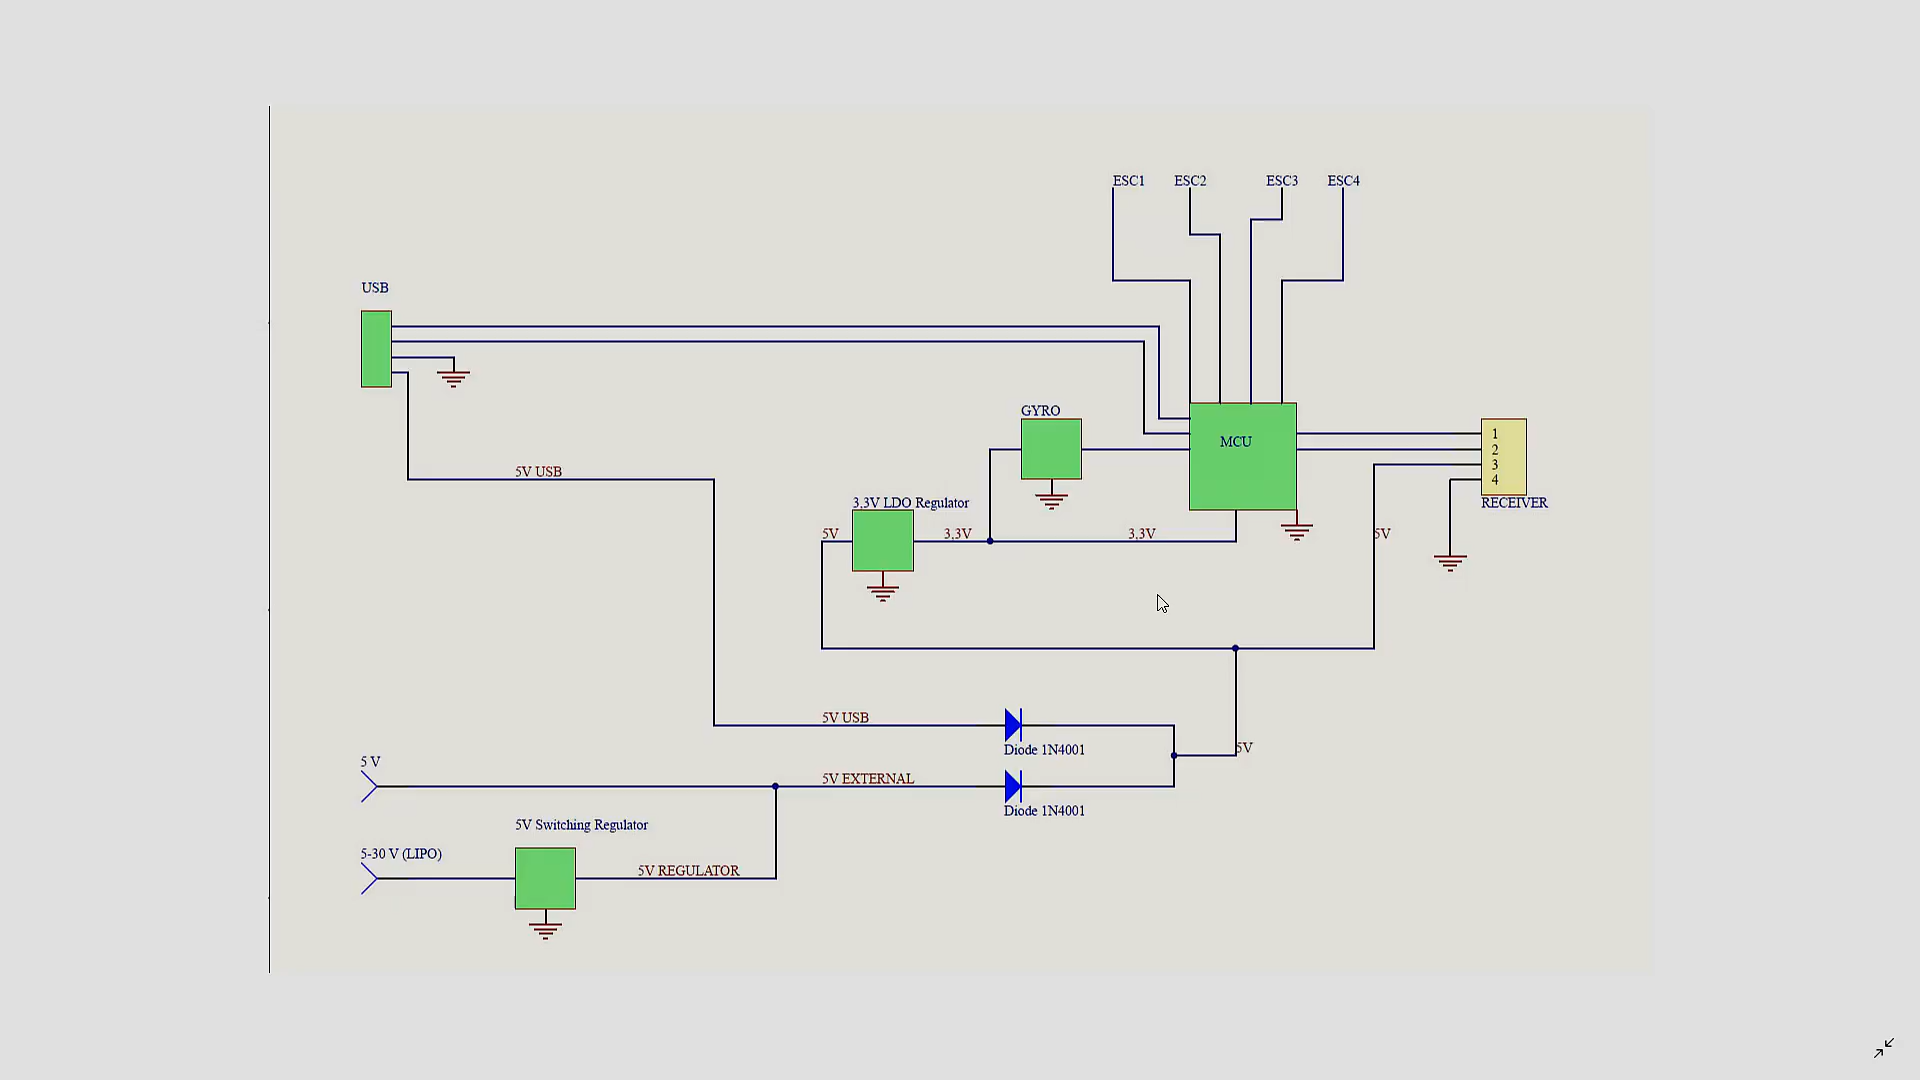 ESC1 ESC2 ESC3 ESC4
USB
GYRO
MCU
1
2
3
4
RECEIVER
5V USB
3.3V LDO Regulator
5V 3.3V 3.3V 5V
5V USB
Diode 1N4001
5V
5 V
5V EXTERNAL
Diode 1N4001
5V Switching Regulator
5-30 V (LIPO)
5V REGULATOR